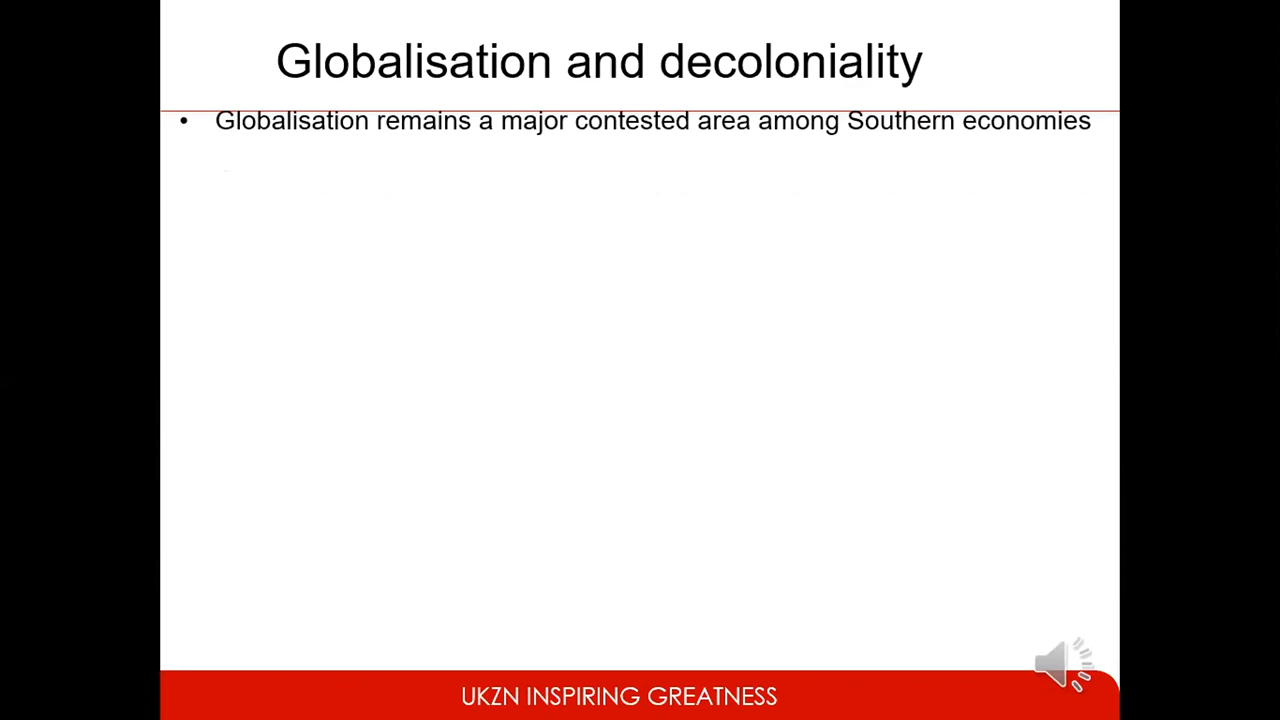 Globalisation and decoloniality
• Globalisation remains a major contested area among Southern economies
UKZN INSPIRING GREATNESS